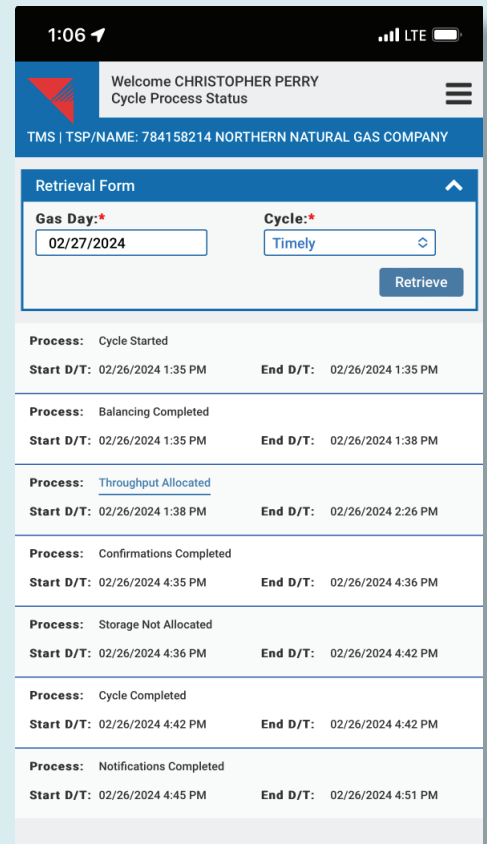 1:06 LTE
Welcome CHRISTOPHER PERRY
Cycle Process Status
TMS | TSP/NAME: 784158214 NORTHERN NATURAL GAS COMPANY
Retrieval Form
Gas Day:* Cycle:*
02/27/2024 Timely
Retrieve
Process: Cycle Started
Start D/T: 02/26/2024 1:35 PM End D/T: 02/26/2024 1:35 PM
Process: Balancing Completed
Start D/T: 02/26/2024 1:35 PM End D/T: 02/26/2024 1:38 PM
Process: Throughput Allocated
Start D/T: 02/26/2024 1:38 PM End D/T: 02/26/2024 2:26 PM
Process: Confirmations Completed
Start D/T: 02/26/2024 4:35 PM End D/T: 02/26/2024 4:36 PM
Process: Storage Not Allocated
Start D/T: 02/26/2024 4:36 PM End D/T: 02/26/2024 4:42 PM
Process: Cycle Completed
Start D/T: 02/26/2024 4:42 PM End D/T: 02/26/2024 4:42 PM
Process: Notifications Completed
Start D/T: 02/26/2024 4:45 PM End D/T: 02/26/2024 4:51 PM